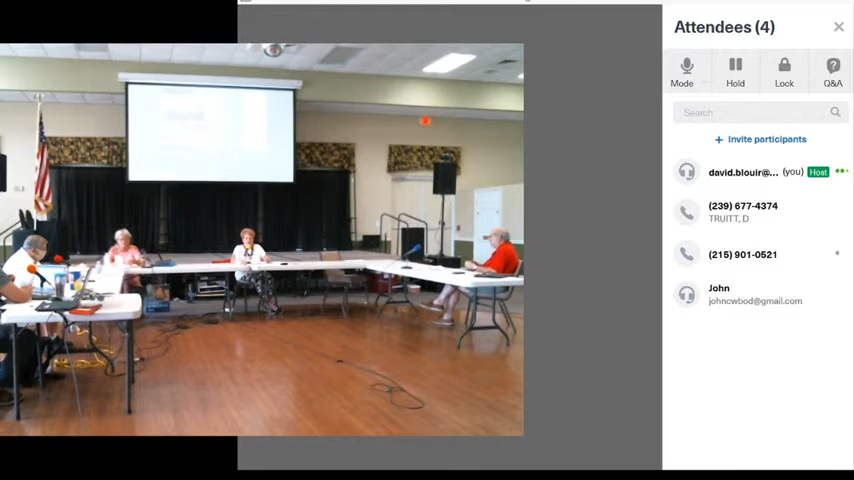 Attendees (4)
Mode
Hold
Lock
Q&A
Search
+ Invite participants
david.blouir@... (you) Host
(239) 677-4374
TRUITT, D
(215) 901-0521
John
johncwbod@gmail.com